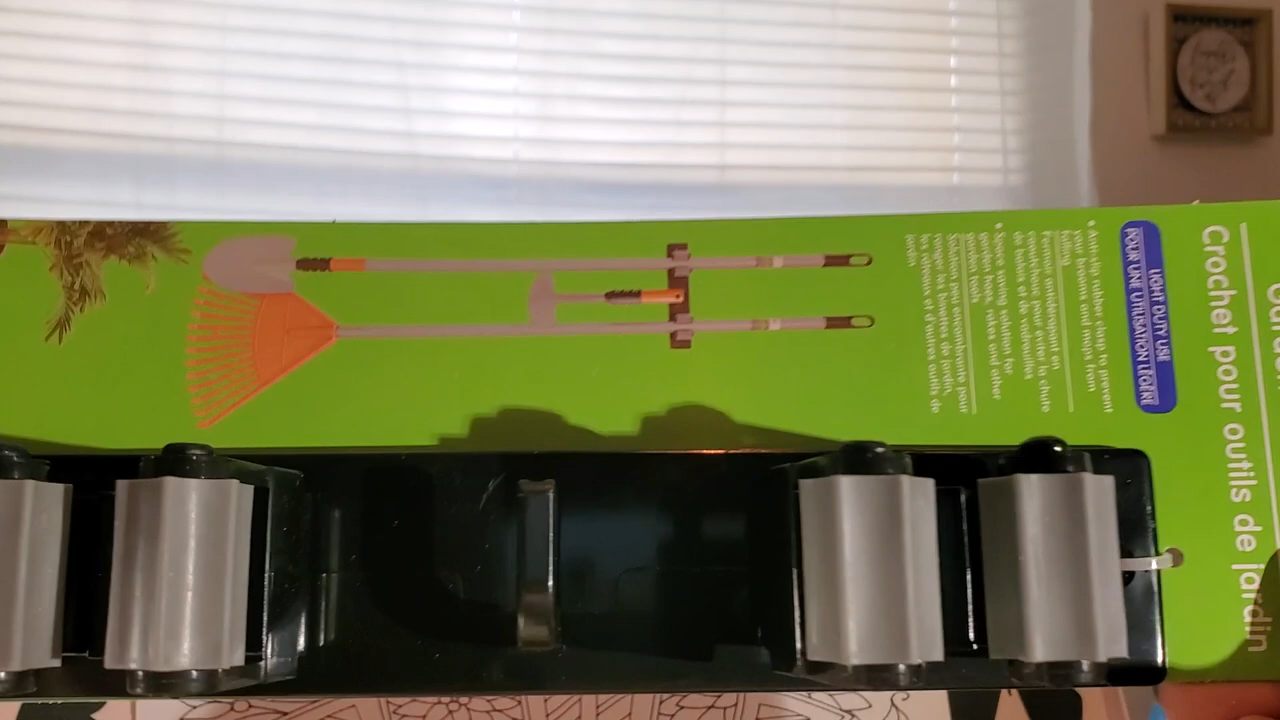 Crochet pour outils de jardin
LIGHT DUTY USE
POUR UNE UTILISATION LÉGÈRE
• Anti-slip rubber clasp to prevent
your brooms and mops from
falling
Fermoir antidérapant en
caoutchouc pour éviter la chute
de balais et de vadrouilles
• Space saving solution for
garden hoes, rakes and other
garden tools
Solution peu encombrante pour
ranger les binettes de jardin,
les râteaux et d'autres outils de
jardin